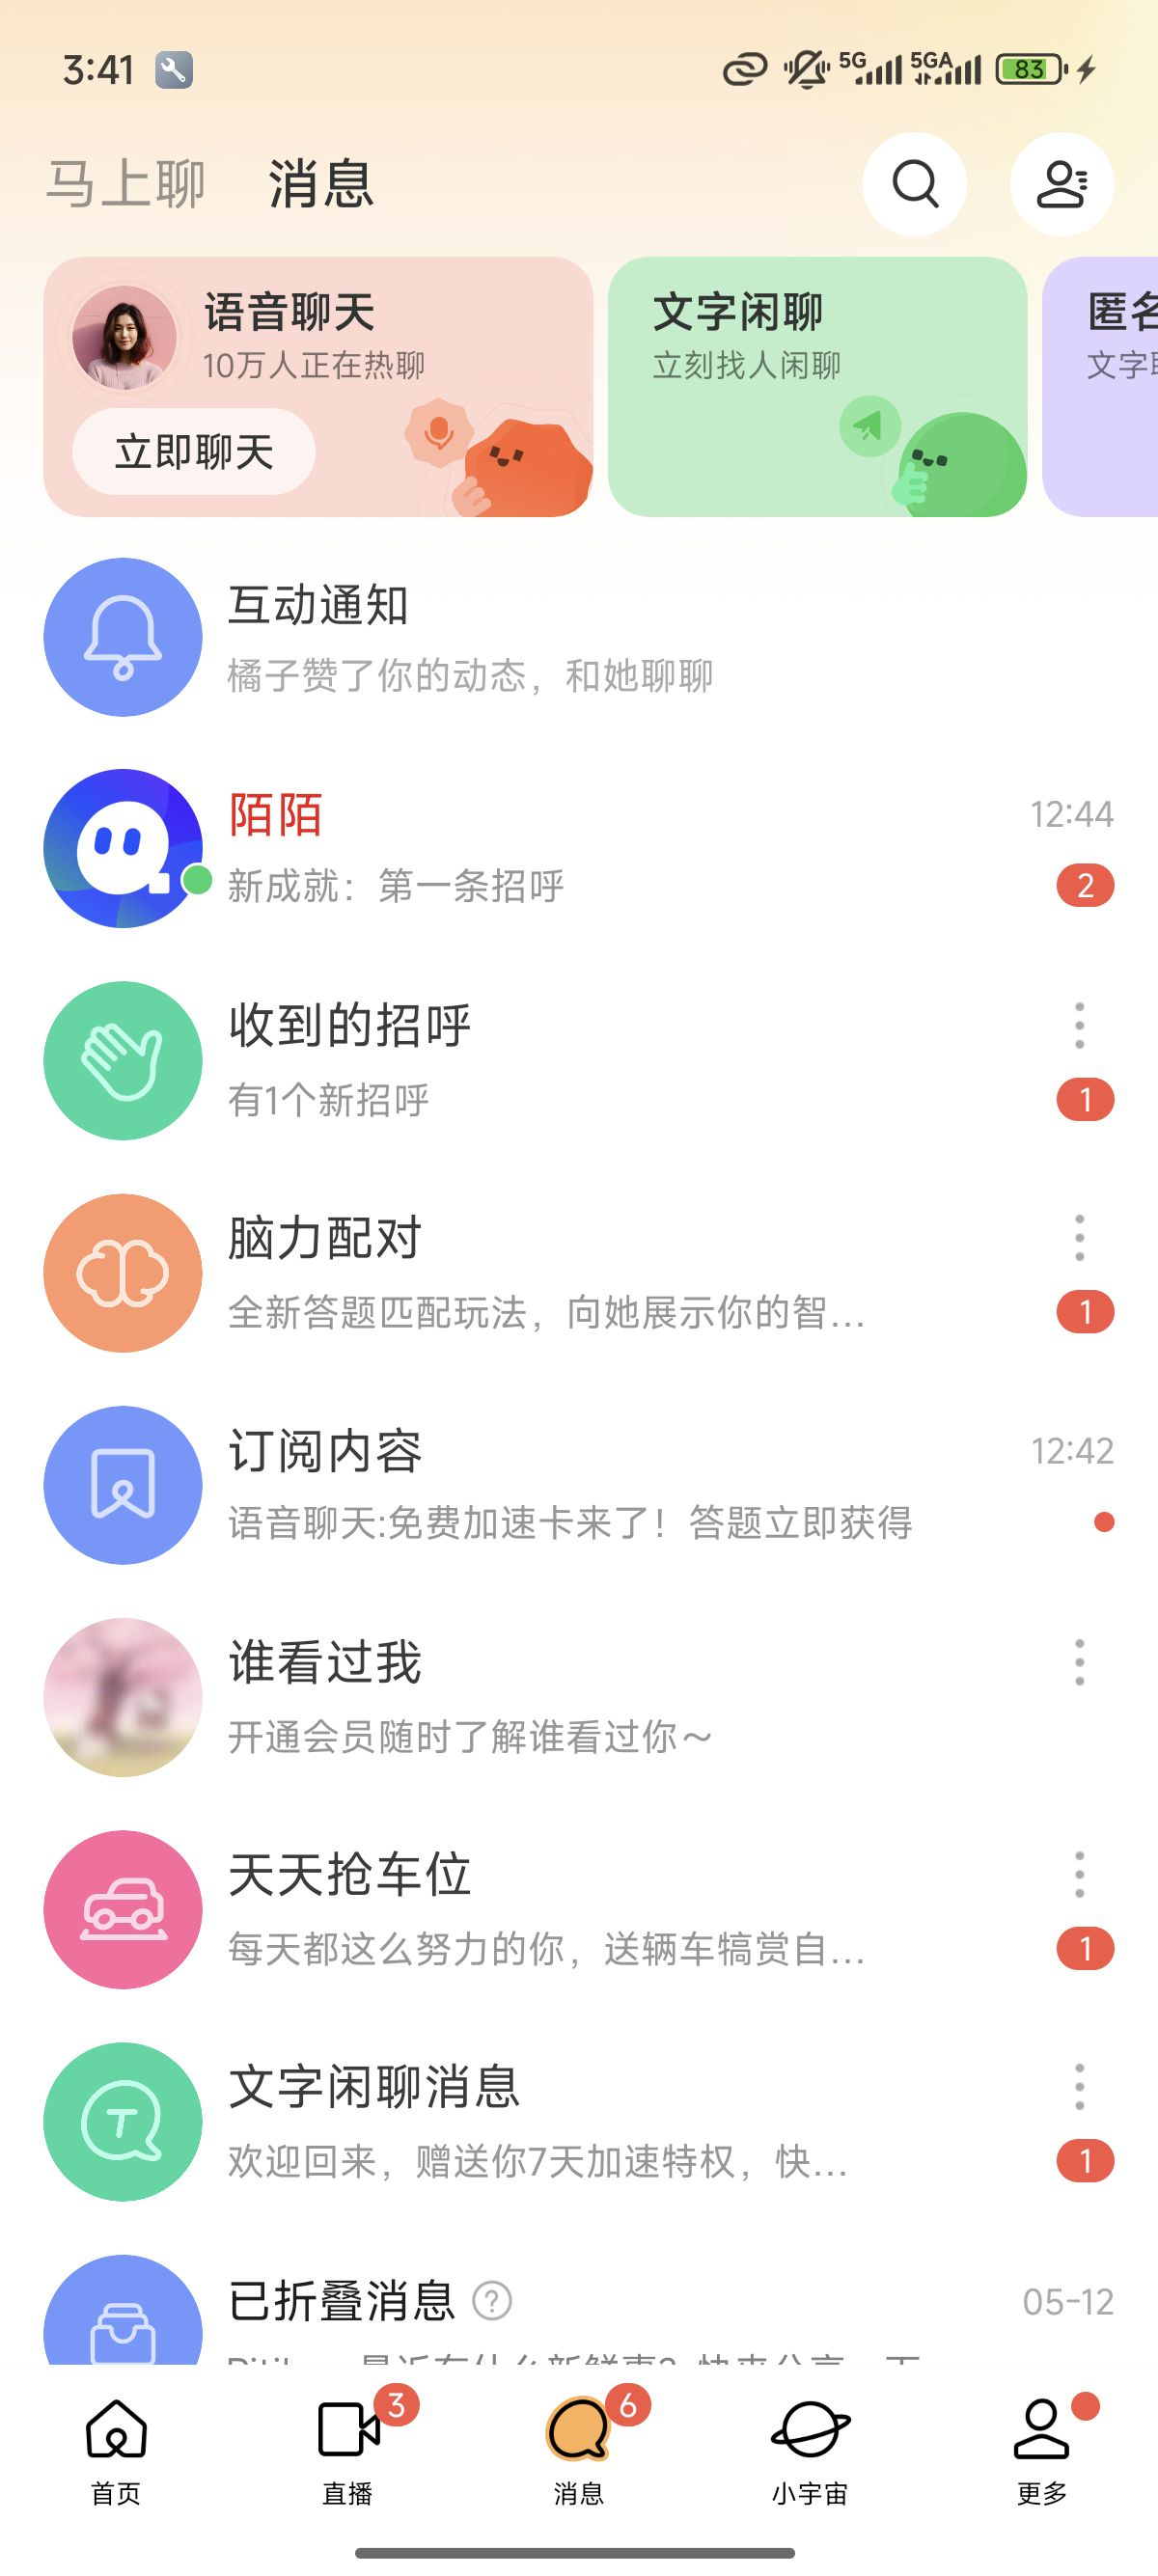 3:41
5G 5GA 83
马上聊 消息
语音聊天
10万人正在热聊
立即聊天
文字闲聊
立刻找人闲聊
匿名
文字
互动通知
橘子赞了你的动态，和她聊聊
陌陌 12:44
新成就：第一条招呼 2
收到的招呼
有1个新招呼 1
脑力配对
全新答题匹配玩法，向她展示你的智... 1
订阅内容 12:42
语音聊天:免费加速卡来了！答题立即获得
谁看过我
开通会员随时了解谁看过你～
天天抢车位
每天都这么努力的你，送辆车犒赏自... 1
文字闲聊消息
欢迎回来，赠送你7天加速特权，快... 1
已折叠消息 ? 05-12
3 6
首页 直播 消息 小宇宙 更多